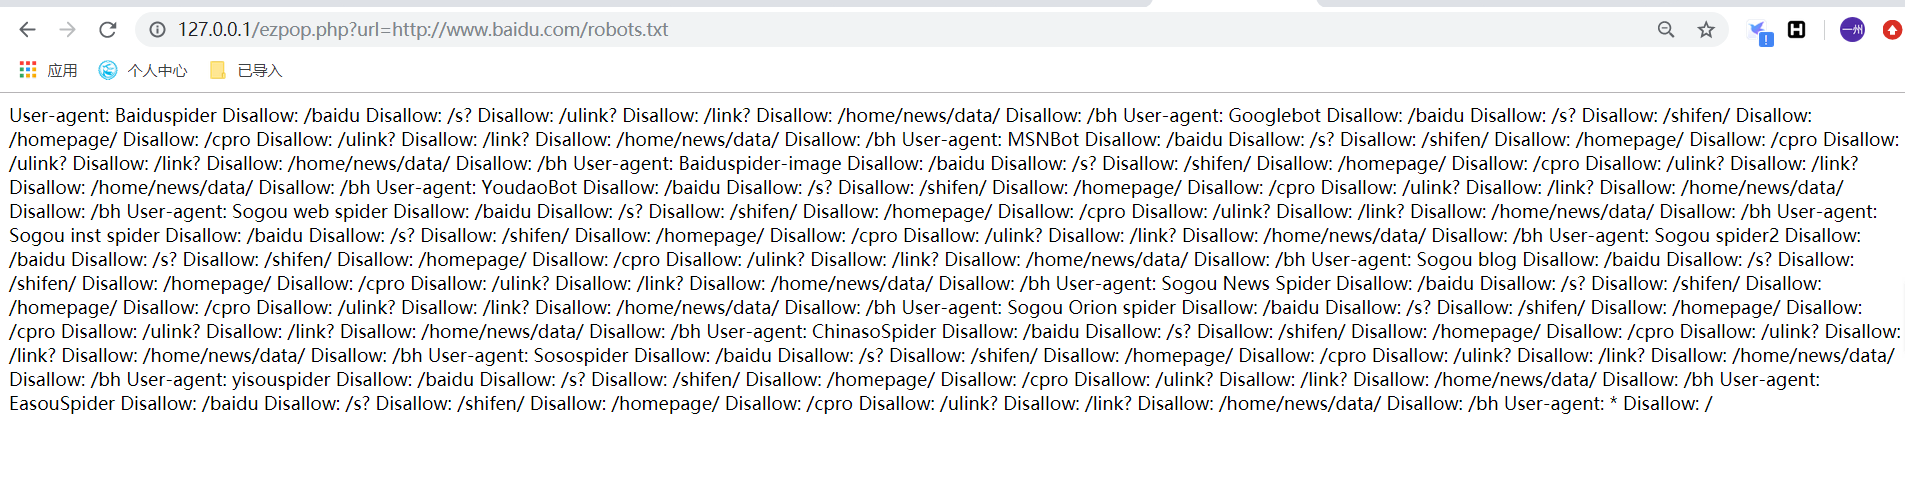 127.0.0.1/ezpop.php?url=http://www.baidu.com/robots.txt
一州
应用 个人中心 已导入
User-agent: Baiduspider Disallow: /baidu Disallow: /s? Disallow: /ulink? Disallow: /link? Disallow: /home/news/data/ Disallow: /bh User-agent: Googlebot Disallow: /baidu Disallow: /s? Disallow: /shifen/ Disallow:
/homepage/ Disallow: /cpro Disallow: /ulink? Disallow: /link? Disallow: /home/news/data/ Disallow: /bh User-agent: MSNBot Disallow: /baidu Disallow: /s? Disallow: /shifen/ Disallow: /homepage/ Disallow: /cpro Disallow:
/ulink? Disallow: /link? Disallow: /home/news/data/ Disallow: /bh User-agent: Baiduspider-image Disallow: /baidu Disallow: /s? Disallow: /shifen/ Disallow: /homepage/ Disallow: /cpro Disallow: /ulink? Disallow: /link?
Disallow: /home/news/data/ Disallow: /bh User-agent: YoudaoBot Disallow: /baidu Disallow: /s? Disallow: /shifen/ Disallow: /homepage/ Disallow: /cpro Disallow: /ulink? Disallow: /link? Disallow: /home/news/data/
Disallow: /bh User-agent: Sogou web spider Disallow: /baidu Disallow: /s? Disallow: /shifen/ Disallow: /homepage/ Disallow: /cpro Disallow: /ulink? Disallow: /link? Disallow: /home/news/data/ Disallow: /bh User-agent:
Sogou inst spider Disallow: /baidu Disallow: /s? Disallow: /shifen/ Disallow: /homepage/ Disallow: /cpro Disallow: /ulink? Disallow: /link? Disallow: /home/news/data/ Disallow: /bh User-agent: Sogou spider2 Disallow:
/baidu Disallow: /s? Disallow: /shifen/ Disallow: /homepage/ Disallow: /cpro Disallow: /ulink? Disallow: /link? Disallow: /home/news/data/ Disallow: /bh User-agent: Sogou blog Disallow: /baidu Disallow: /s? Disallow:
/shifen/ Disallow: /homepage/ Disallow: /cpro Disallow: /ulink? Disallow: /link? Disallow: /home/news/data/ Disallow: /bh User-agent: Sogou News Spider Disallow: /baidu Disallow: /s? Disallow: /shifen/ Disallow:
/homepage/ Disallow: /cpro Disallow: /ulink? Disallow: /link? Disallow: /home/news/data/ Disallow: /bh User-agent: Sogou Orion spider Disallow: /baidu Disallow: /s? Disallow: /shifen/ Disallow: /homepage/ Disallow:
/cpro Disallow: /ulink? Disallow: /link? Disallow: /home/news/data/ Disallow: /bh User-agent: ChinasoSpider Disallow: /baidu Disallow: /s? Disallow: /shifen/ Disallow: /homepage/ Disallow: /cpro Disallow: /ulink? Disallow:
/link? Disallow: /home/news/data/ Disallow: /bh User-agent: Sosospider Disallow: /baidu Disallow: /s? Disallow: /shifen/ Disallow: /homepage/ Disallow: /cpro Disallow: /ulink? Disallow: /link? Disallow: /home/news/data/
Disallow: /bh User-agent: yisouspider Disallow: /baidu Disallow: /s? Disallow: /shifen/ Disallow: /homepage/ Disallow: /cpro Disallow: /ulink? Disallow: /link? Disallow: /home/news/data/ Disallow: /bh User-agent:
EasouSpider Disallow: /baidu Disallow: /s? Disallow: /shifen/ Disallow: /homepage/ Disallow: /cpro Disallow: /ulink? Disallow: /link? Disallow: /home/news/data/ Disallow: /bh User-agent: * Disallow: /